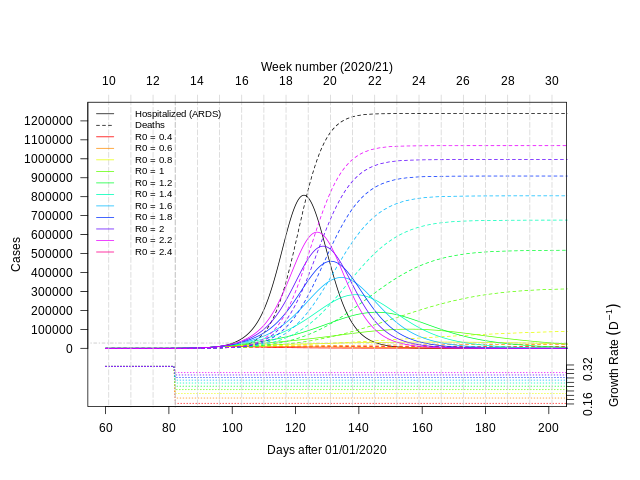 Week number (2020/21)
10 12 14 16 18 20 22 24 26 28 30
Hospitalized (ARDS)
Deaths
R0 = 0.4
R0 = 0.6
R0 = 0.8
R0 = 1
R0 = 1.2
R0 = 1.4
R0 = 1.6
R0 = 1.8
R0 = 2
R0 = 2.2
R0 = 2.4
1200000
1100000
1000000
900000
800000
700000
600000
500000
400000
300000
200000
100000
0
Cases
0.32
0.16
Growth Rate (D⁻¹)
60 80 100 120 140 160 180 200
Days after 01/01/2020